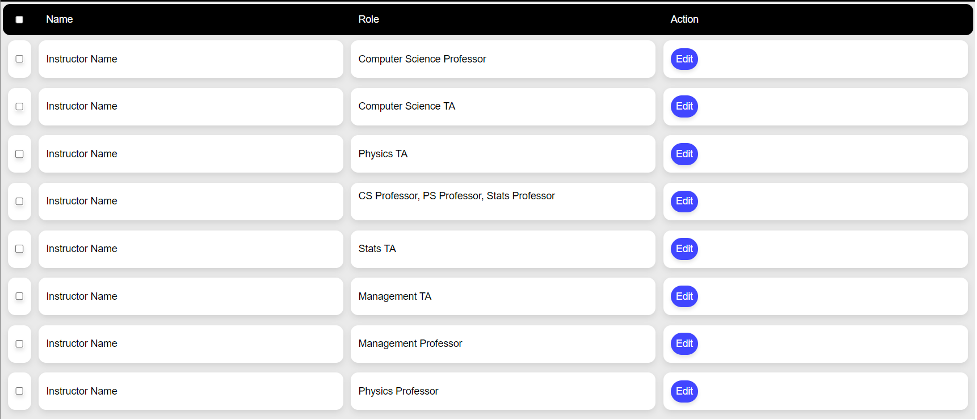 Name Role Action
Instructor Name Computer Science Professor Edit
Instructor Name Computer Science TA Edit
Instructor Name Physics TA Edit
Instructor Name CS Professor, PS Professor, Stats Professor Edit
Instructor Name Stats TA Edit
Instructor Name Management TA Edit
Instructor Name Management Professor Edit
Instructor Name Physics Professor Edit